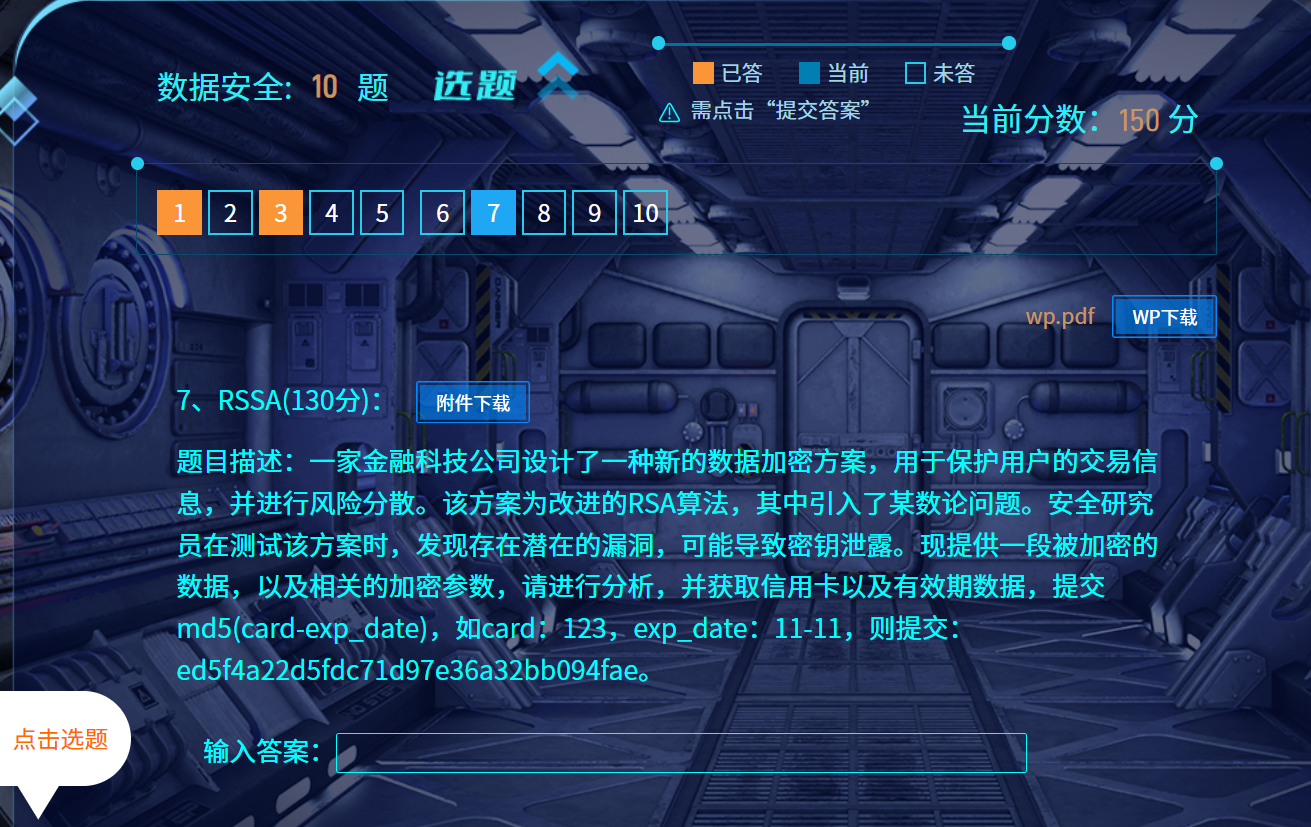 数据安全: 10 题
选题
已答 当前 未答
需点击“提交答案”
当前分数: 150 分
1 2 3 4 5 6 7 8 9 10
wp.pdf WP下载
7、RSSA(130分): 附件下载
题目描述：一家金融科技公司设计了一种新的数据加密方案，用于保护用户的交易信
息，并进行风险分散。该方案为改进的RSA算法，其中引入了某数论问题。安全研究
员在测试该方案时，发现存在潜在的漏洞，可能导致密钥泄露。现提供一段被加密的
数据，以及相关的加密参数，请进行分析，并获取信用卡以及有效期数据，提交
md5(card-exp_date)，如card：123，exp_date：11-11，则提交：
ed5f4a22d5fdc71d97e36a32bb094fae。
点击选题
输入答案：